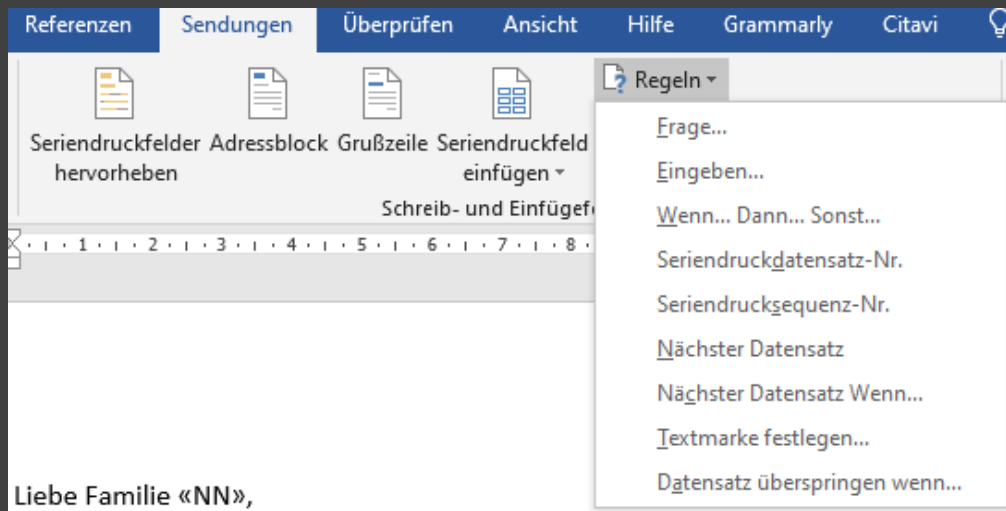 Referenzen Sendungen Überprüfen Ansicht Hilfe Grammarly Citavi
Seriendruckfelder hervorheben
Adressblock
Grußzeile
Seriendruckfeld einfügen
Regeln
Schreib- und Einfügef
1 2 3 4 5 6 7 8
Frage...
Eingeben...
Wenn... Dann... Sonst...
Seriendruckdatensatz-Nr.
Seriendrucksequenz-Nr.
Nächster Datensatz
Nächster Datensatz Wenn...
Textmarke festlegen...
Datensatz überspringen wenn...
Liebe Familie «NN»,